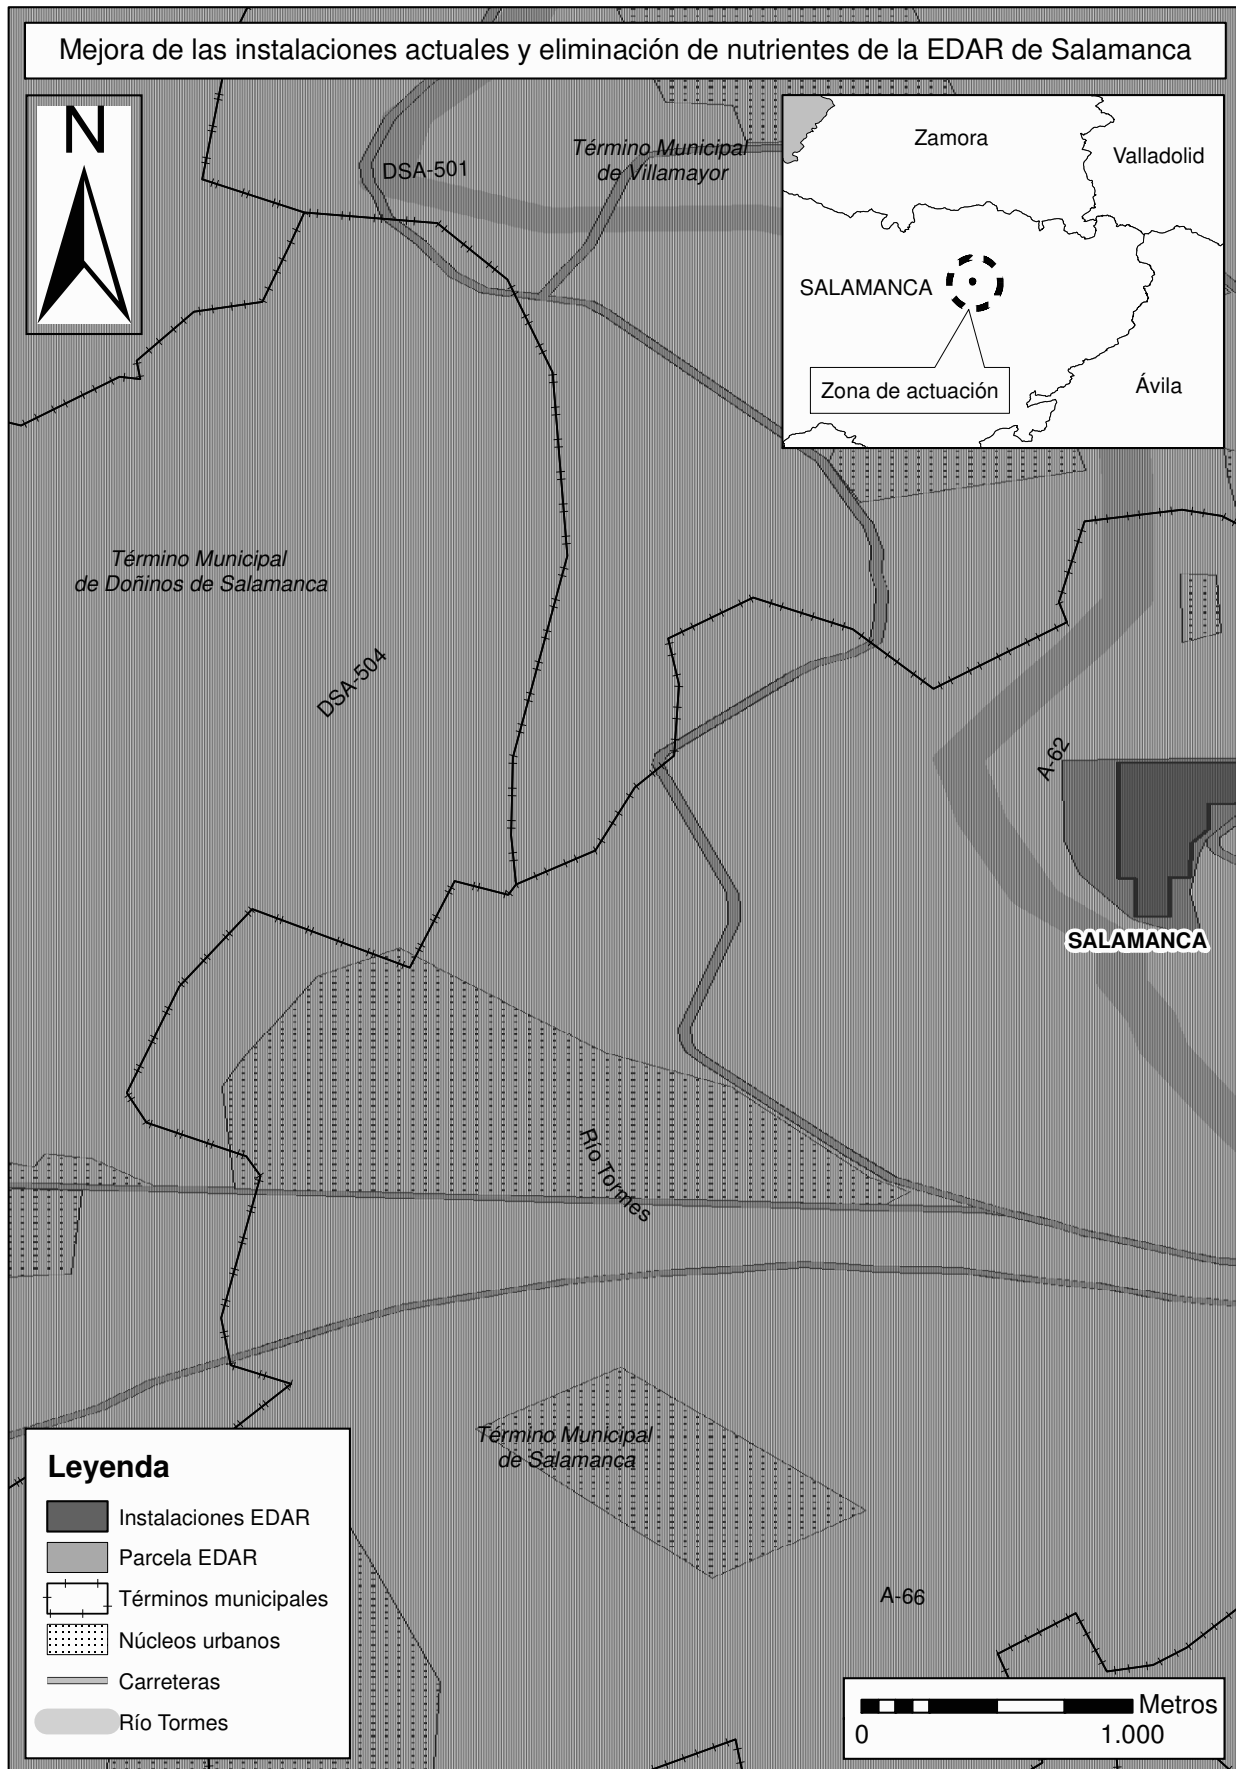 Mejora de las instalaciones actuales y eliminación de nutrientes de la EDAR de Salamanca
N
DSA-501
Término Municipal
de Villamayor
Zamora
Valladolid
SALAMANCA
Zona de actuación
Ávila
Término Municipal
de Doñinos de Salamanca
DSA-504
A-62
SALAMANCA
Río Tormes
Término Municipal
de Salamanca
A-66
Leyenda
Instalaciones EDAR
Parcela EDAR
Términos municipales
Núcleos urbanos
Carreteras
Río Tormes
Metros
0 1.000